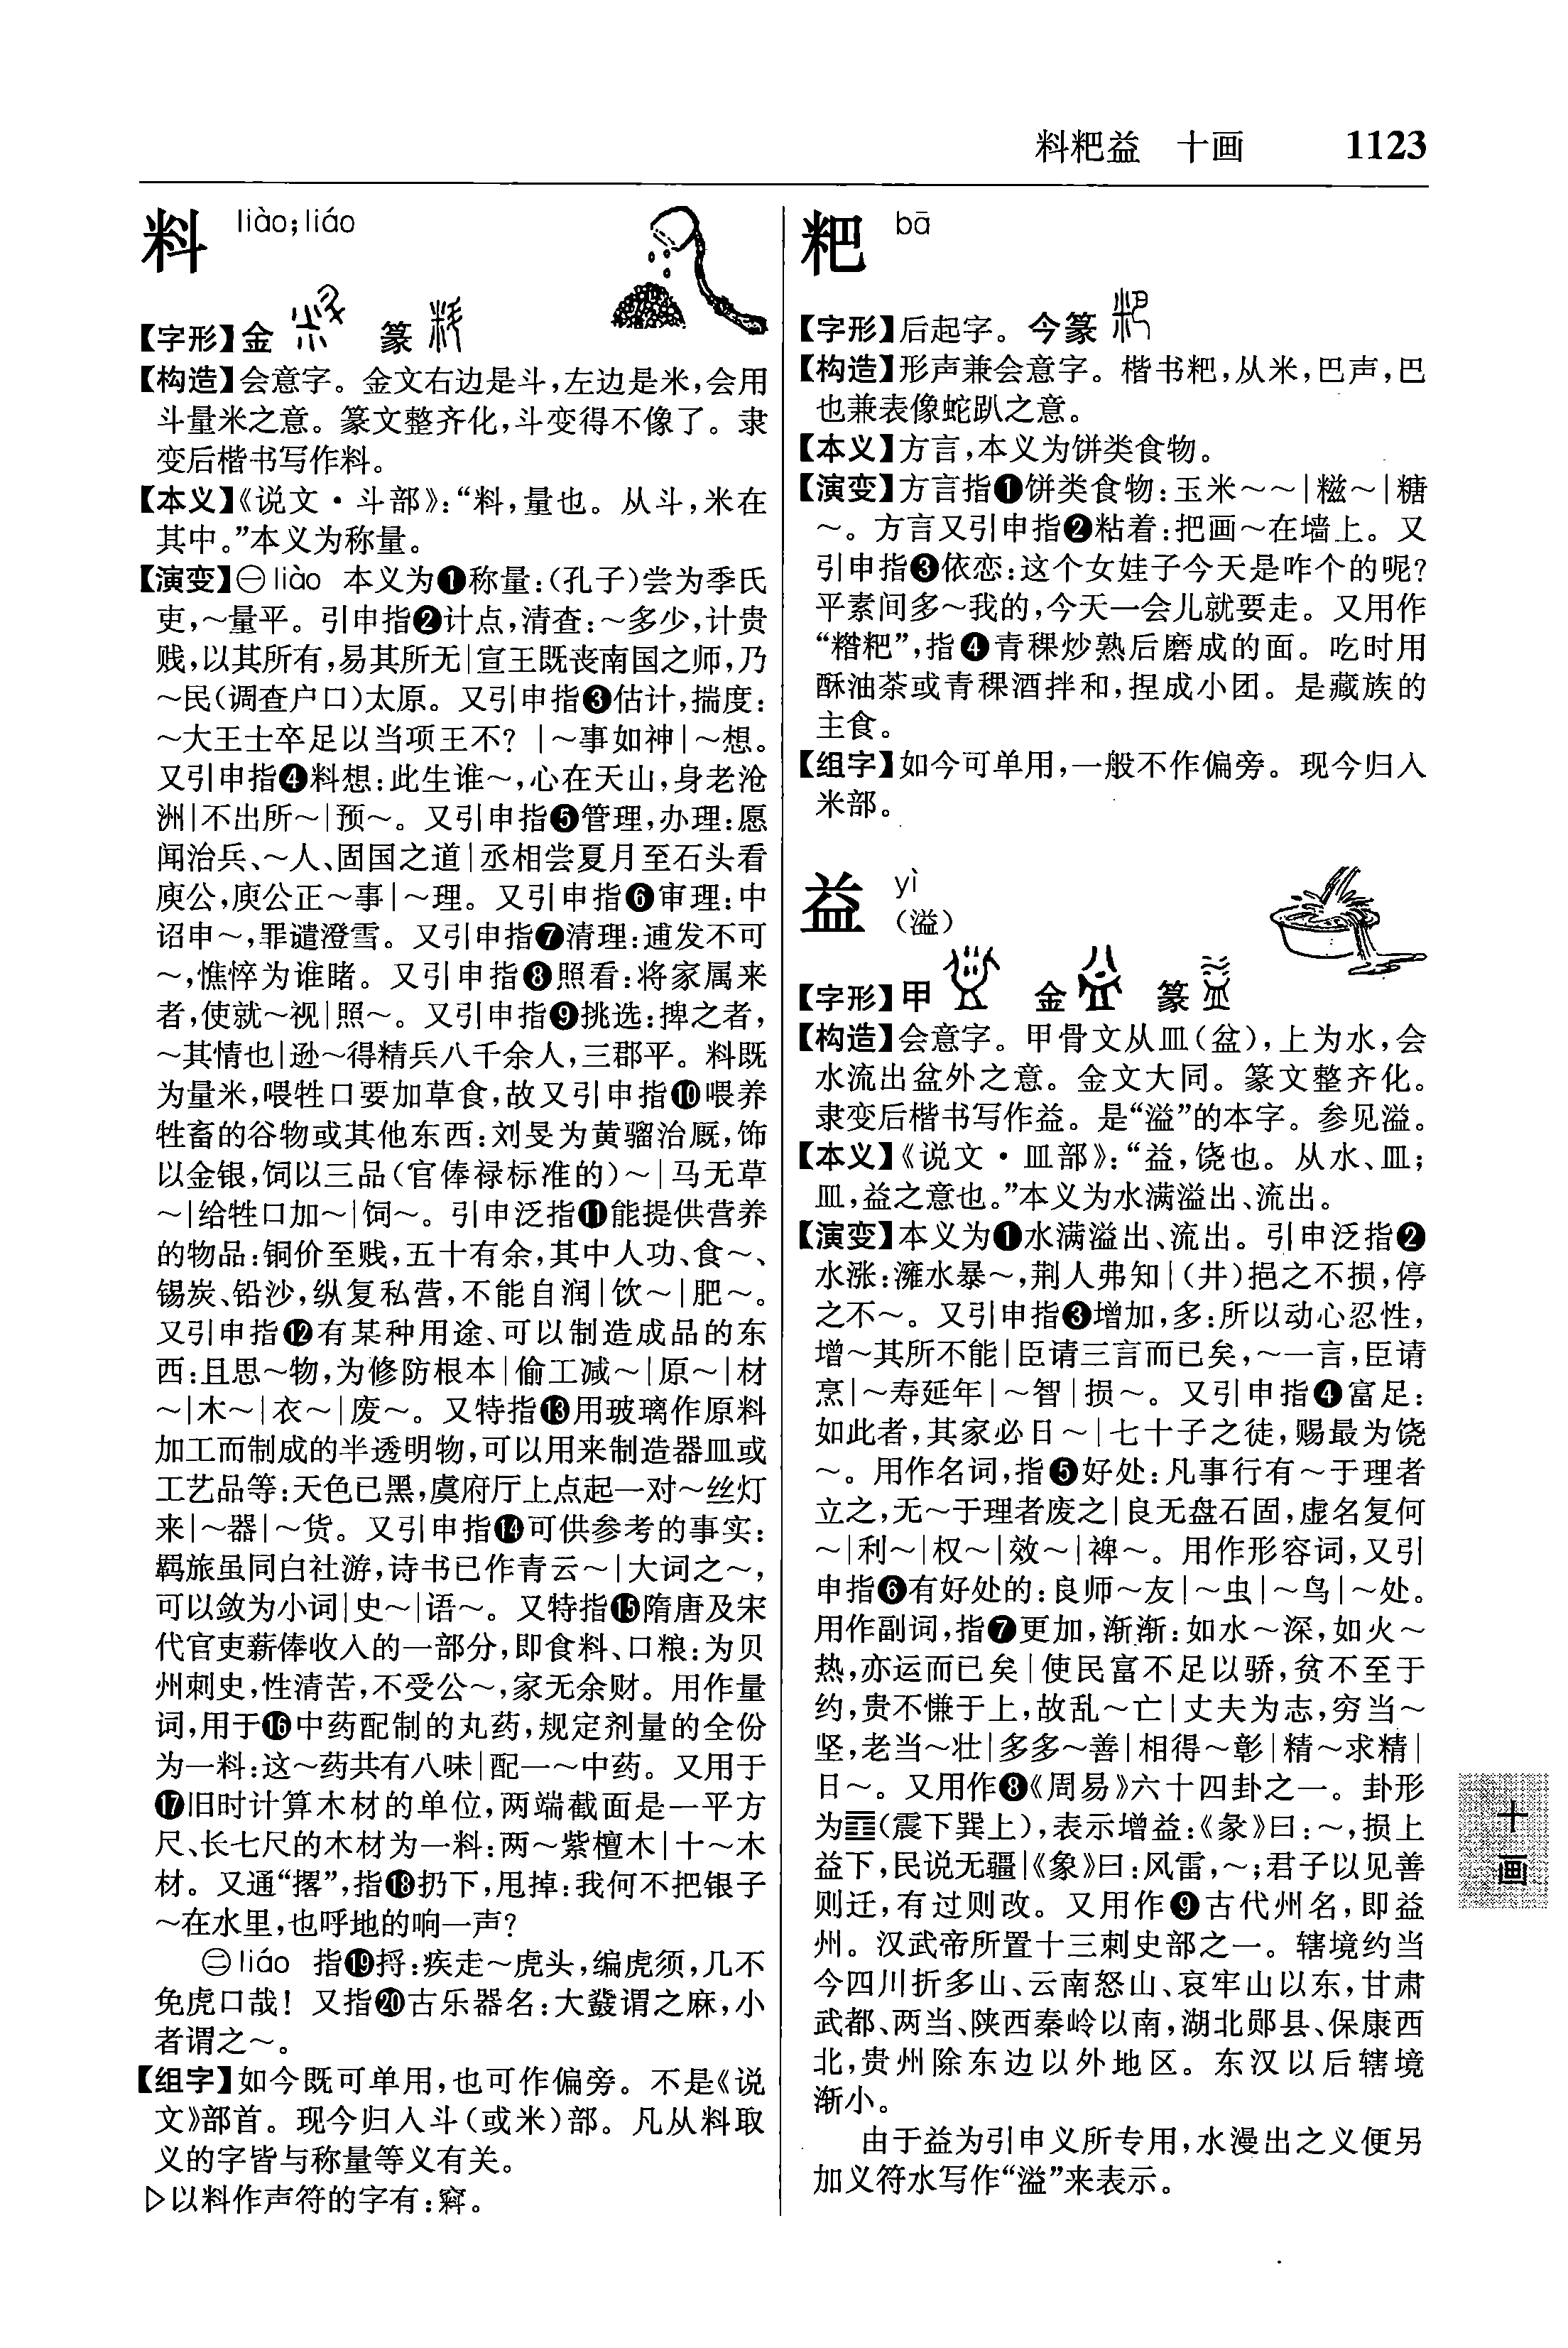 料粑益 十画 1123
料 liào;liáo
【字形】金 篆
【构造】会意字。金文右边是斗,左边是米,会用
斗量米之意。篆文整齐化,斗变得不像了。隶
变后楷书写作料。
【本义】《说文·斗部》:“料,量也。从斗,米在
其中。”本义为称量。
【演变】㊀liào 本义为❶称量:(孔子)尝为季氏
吏,～量平。引申指❷计点,清查:～多少,计贵
贱,以其所有,易其所无|宣王既丧南国之师,乃
～民(调查户口)太原。又引申指❸估计,揣度:
～大王士卒足以当项王不?|～事如神|～想。
又引申指❹料想:此生谁～,心在天山,身老沧
洲|不出所～|预～。又引申指❺管理,办理:愿
闻治兵、～人、固国之道|丞相尝夏月至石头看
庾公,庾公正～事|～理。又引申指❻审理:中
诏申～,罪谴澄雪。又引申指❼清理:逋发不可
～,憔悴为谁睹。又引申指❽照看:将家属来
者,使就～视|照～。又引申指❾挑选:捭之者,
～其情也|逊～得精兵八千余人,三郡平。料既
为量米,喂牲口要加草食,故又引申指❿喂养
牲畜的谷物或其他东西:刘旻为黄骝治厩,饰
以金银,饲以三品(官俸禄标准的)～|马无草
～|给牲口加～|饲～。引申泛指⓫能提供营养
的物品:铜价至贱,五十有余,其中人功、食～、
锡炭、铅沙,纵复私营,不能自润|饮～|肥～。
又引申指⓬有某种用途、可以制造成品的东
西:且思～物,为修防根本|偷工减～|原～|材
～|木～|衣～|废～。又特指⓭用玻璃作原料
加工而制成的半透明物,可以用来制造器皿或
工艺品等:天色已黑,虞府厅上点起一对～丝灯
来|～器|～货。又引申指⓮可供参考的事实:
羁旅虽同白社游,诗书已作青云～|大词之～,
可以敛为小词|史～|语～。又特指⓯隋唐及宋
代官吏薪俸收入的一部分,即食料、口粮:为贝
州刺史,性清苦,不受公～,家无余财。用作量
词,用于⓰中药配制的丸药,规定剂量的全份
为一料:这～药共有八味|配一～中药。又用于
⓱旧时计算木材的单位,两端截面是一平方
尺、长七尺的木材为一料:两～紫檀木|十～木
材。又通“撂”,指⓲扔下,甩掉:我何不把银子
～在水里,也呼地的响一声?
㊁liáo 指⓳捋:疾走～虎头,编虎须,几不
免虎口哉!又指⓴古乐器名:大鼗谓之麻,小
者谓之～。
【组字】如今既可单用,也可作偏旁。不是《说
文》部首。现今归入斗(或米)部。凡从料取
义的字皆与称量等义有关。
▷以料作声符的字有:窲。
粑 bā
【字形】后起字。今篆
【构造】形声兼会意字。楷书粑,从米,巴声,巴
也兼表像蛇趴之意。
【本义】方言,本义为饼类食物。
【演变】方言指❶饼类食物:玉米～～|糍～|糖
～。方言又引申指❷粘着:把画～在墙上。又
引申指❸依恋:这个女娃子今天是咋个的呢?
平素间多～我的,今天一会儿就要走。又用作
“糌粑”,指❹青稞炒熟后磨成的面。吃时用
酥油茶或青稞酒拌和,捏成小团。是藏族的
主食。
【组字】如今可单用,一般不作偏旁。现今归入
米部。
益 yì
(溢)
【字形】甲 金 篆
【构造】会意字。甲骨文从皿(盆),上为水,会
水流出盆外之意。金文大同。篆文整齐化。
隶变后楷书写作益。是“溢”的本字。参见溢。
【本义】《说文·皿部》:“益,饶也。从水、皿;
皿,益之意也。”本义为水满溢出、流出。
【演变】本义为❶水满溢出、流出。引申泛指❷
水涨:澭水暴～,荆人弗知|(井)挹之不损,停
之不～。又引申指❸增加,多:所以动心忍性,
增～其所不能|臣请三言而已矣,～一言,臣请
烹|～寿延年|～智|损～。又引申指❹富足:
如此者,其家必日～|七十子之徒,赐最为饶
～。用作名词,指❺好处:凡事行有～于理者
立之,无～于理者废之|良无盘石固,虚名复何
～|利～|权～|效～|裨～。用作形容词,又引
申指❻有好处的:良师～友|～虫|～鸟|～处。
用作副词,指❼更加,渐渐:如水～深,如火～
热,亦运而已矣|使民富不足以骄,贫不至于
约,贵不慊于上,故乱～亡|丈夫为志,穷当～
坚,老当～壮|多多～善|相得～彰|精～求精|
日～。又用作❽《周易》六十四卦之一。卦形
为䷩(震下巽上),表示增益:《彖》曰:～,损上
益下,民说无疆|《象》曰:风雷,～;君子以见善
则迁,有过则改。又用作❾古代州名,即益
州。汉武帝所置十三刺史部之一。辖境约当
今四川折多山、云南怒山、哀牢山以东,甘肃
武都、两当、陕西秦岭以南,湖北郧县、保康西
北,贵州除东边以外地区。东汉以后辖境
渐小。
由于益为引申义所专用,水漫出之义便另
加义符水写作“溢”来表示。
十
画